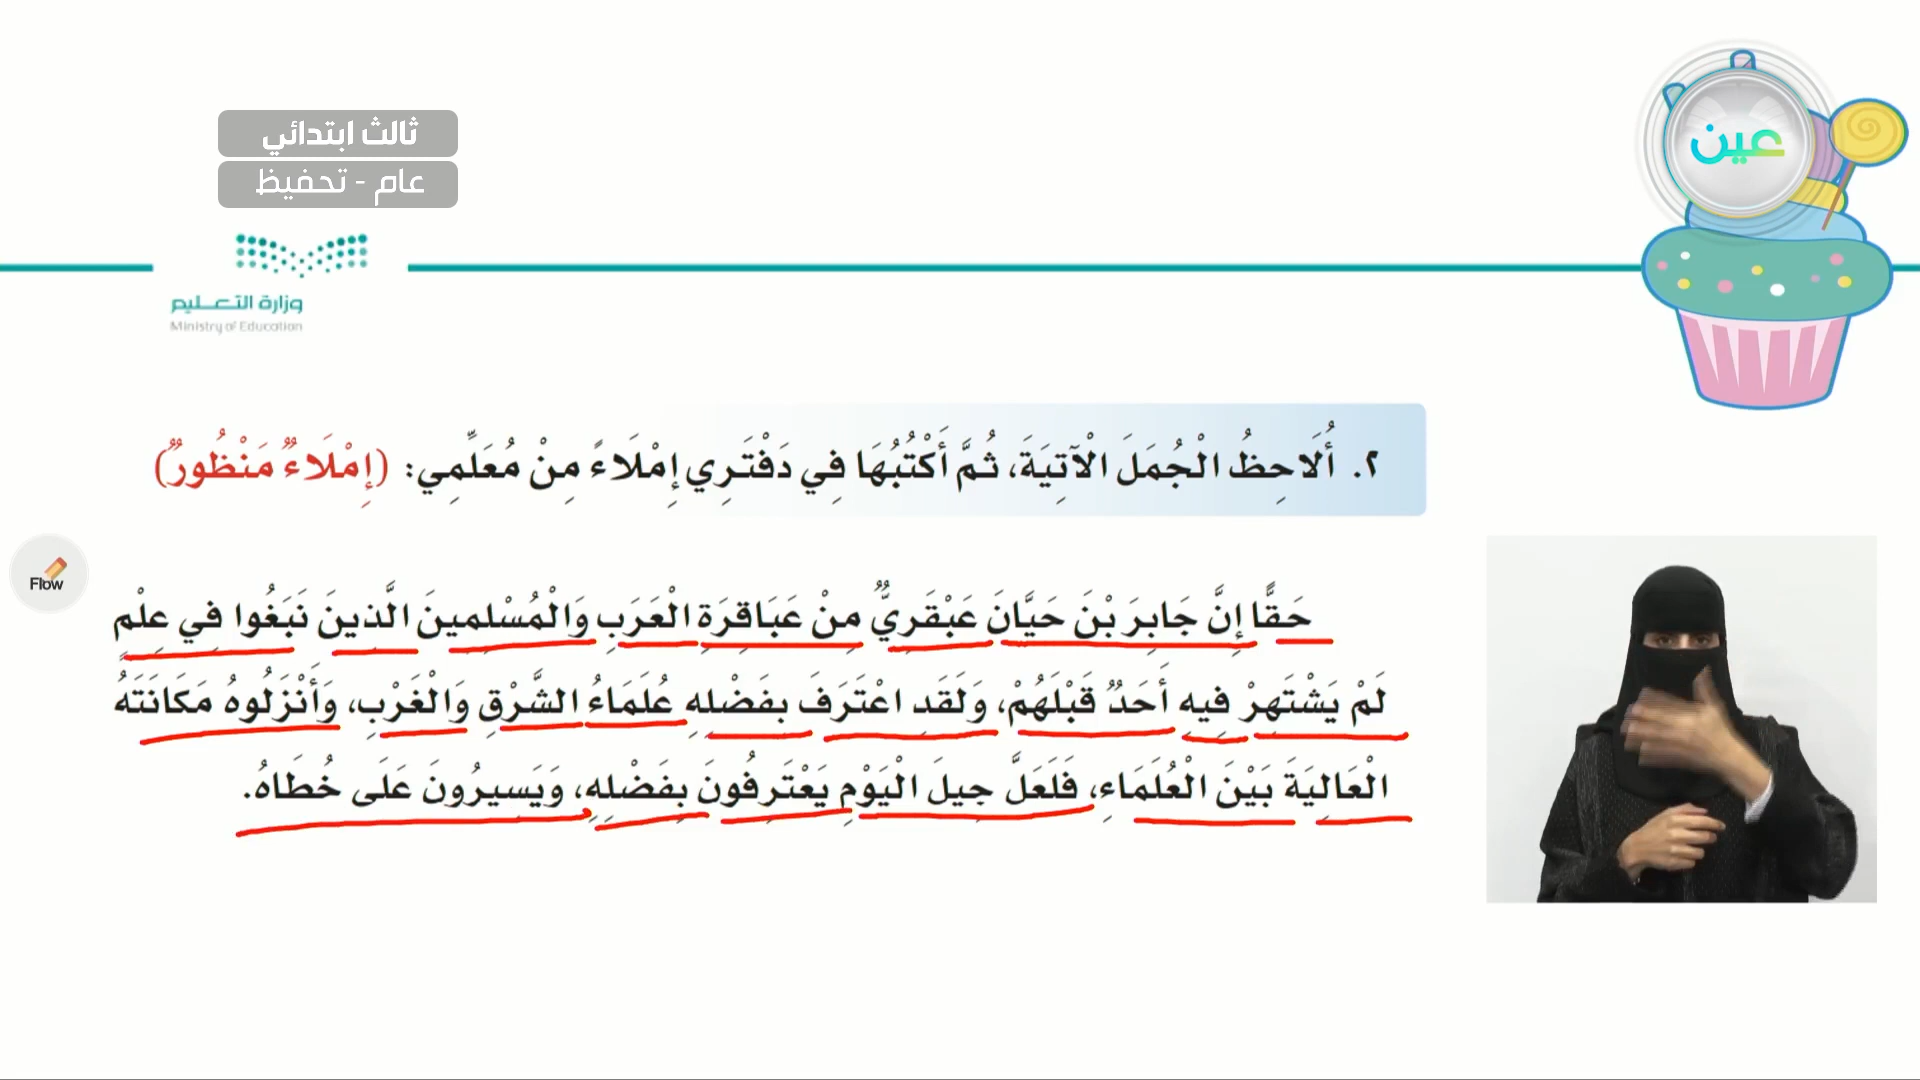 ثالث ابتدائي
عام - تحفيظ
عين
وزارة التعليم
Ministry of Education
٢. أُلَاحِظُ الْجُمَلَ الْآتِيَةَ، ثُمَّ أَكْتُبُهَا فِي دَفْتَرِي إِمْلَاءً مِنْ مُعَلِّمِي: (إِمْلَاءٌ مَنْظُورٌ)
Flow
حَقًّا إِنَّ جَابِرَ بْنَ حَيَّانَ عَبْقَرِيٌّ مِنْ عَبَاقِرَةِ الْعَرَبِ وَالْمُسْلِمِينَ الَّذِينَ نَبَغُوا فِي عِلْمٍ
لَمْ يَشْتَهِرْ فِيهِ أَحَدٌ قَبْلَهُمْ، وَلَقَدِ اعْتَرَفَ بِفَضْلِهِ عُلَمَاءُ الشَّرْقِ وَالْغَرْبِ، وَأَنْزَلُوهُ مَكَانَتَهُ
الْعَالِيَةَ بَيْنَ الْعُلَمَاءِ، فَلَعَلَّ جِيلَ الْيَوْمِ يَعْتَرِفُونَ بِفَضْلِهِ، وَيَسِيرُونَ عَلَى خُطَاهُ.